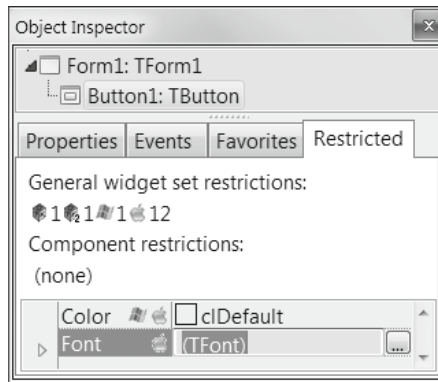 Object Inspector
Form1: TForm1
Button1: TButton
Properties Events Favorites Restricted
General widget set restrictions:
1 2 1 1 12
Component restrictions:
(none)
Color clDefault
Font (TFont) ...